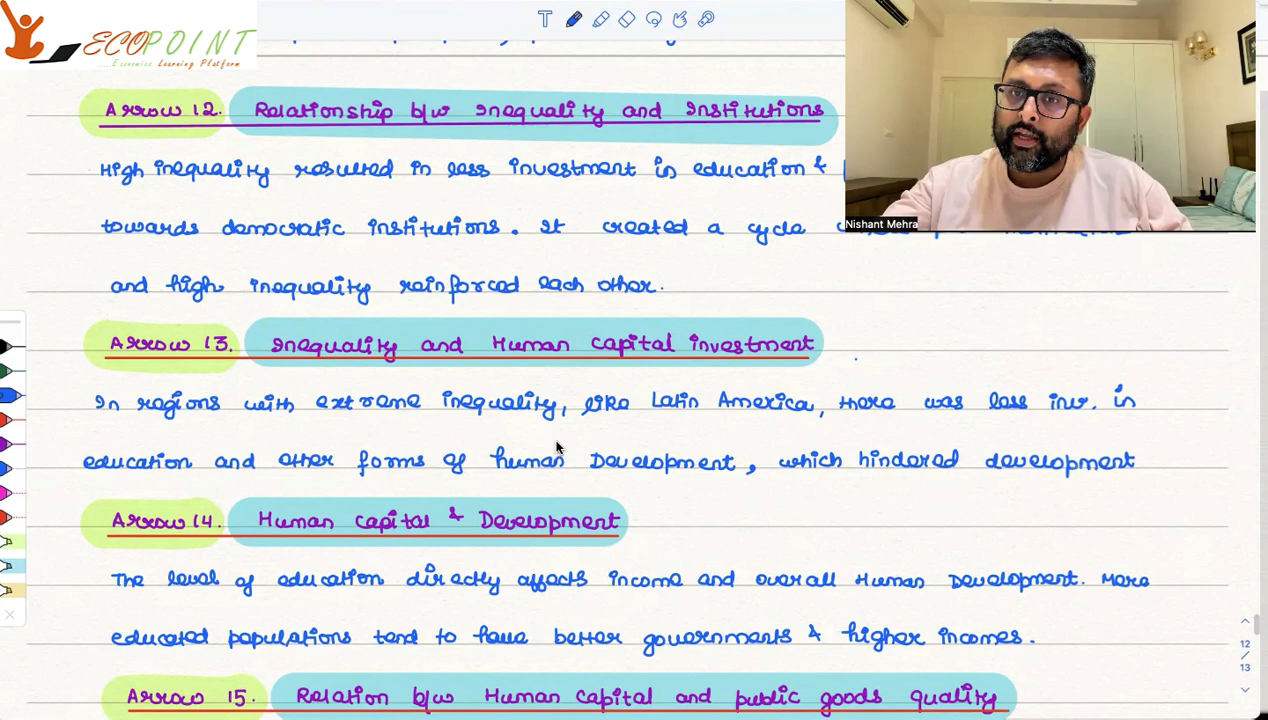 ECOPOINT
....Economics Learning Platform
Arrow 12. Relationship b/w Inequality and Institutions
High inequality resulted in less investment in education &
towards democratic institutions. It created a cycle
and high inequality reinforced each other.
Arrow 13. Inequality and Human capital investment
In regions with extreme inequality, like Latin America, there was less inv. in
education and other forms of human Development, which hindered development
Arrow 14. Human capital & Development
The level of education directly affects income and overall Human Development. More
educated populations tend to have better governments & higher incomes.
Arrow 15. Relation b/w Human Capital and public goods quality
Nishant Mehra
12
/
13